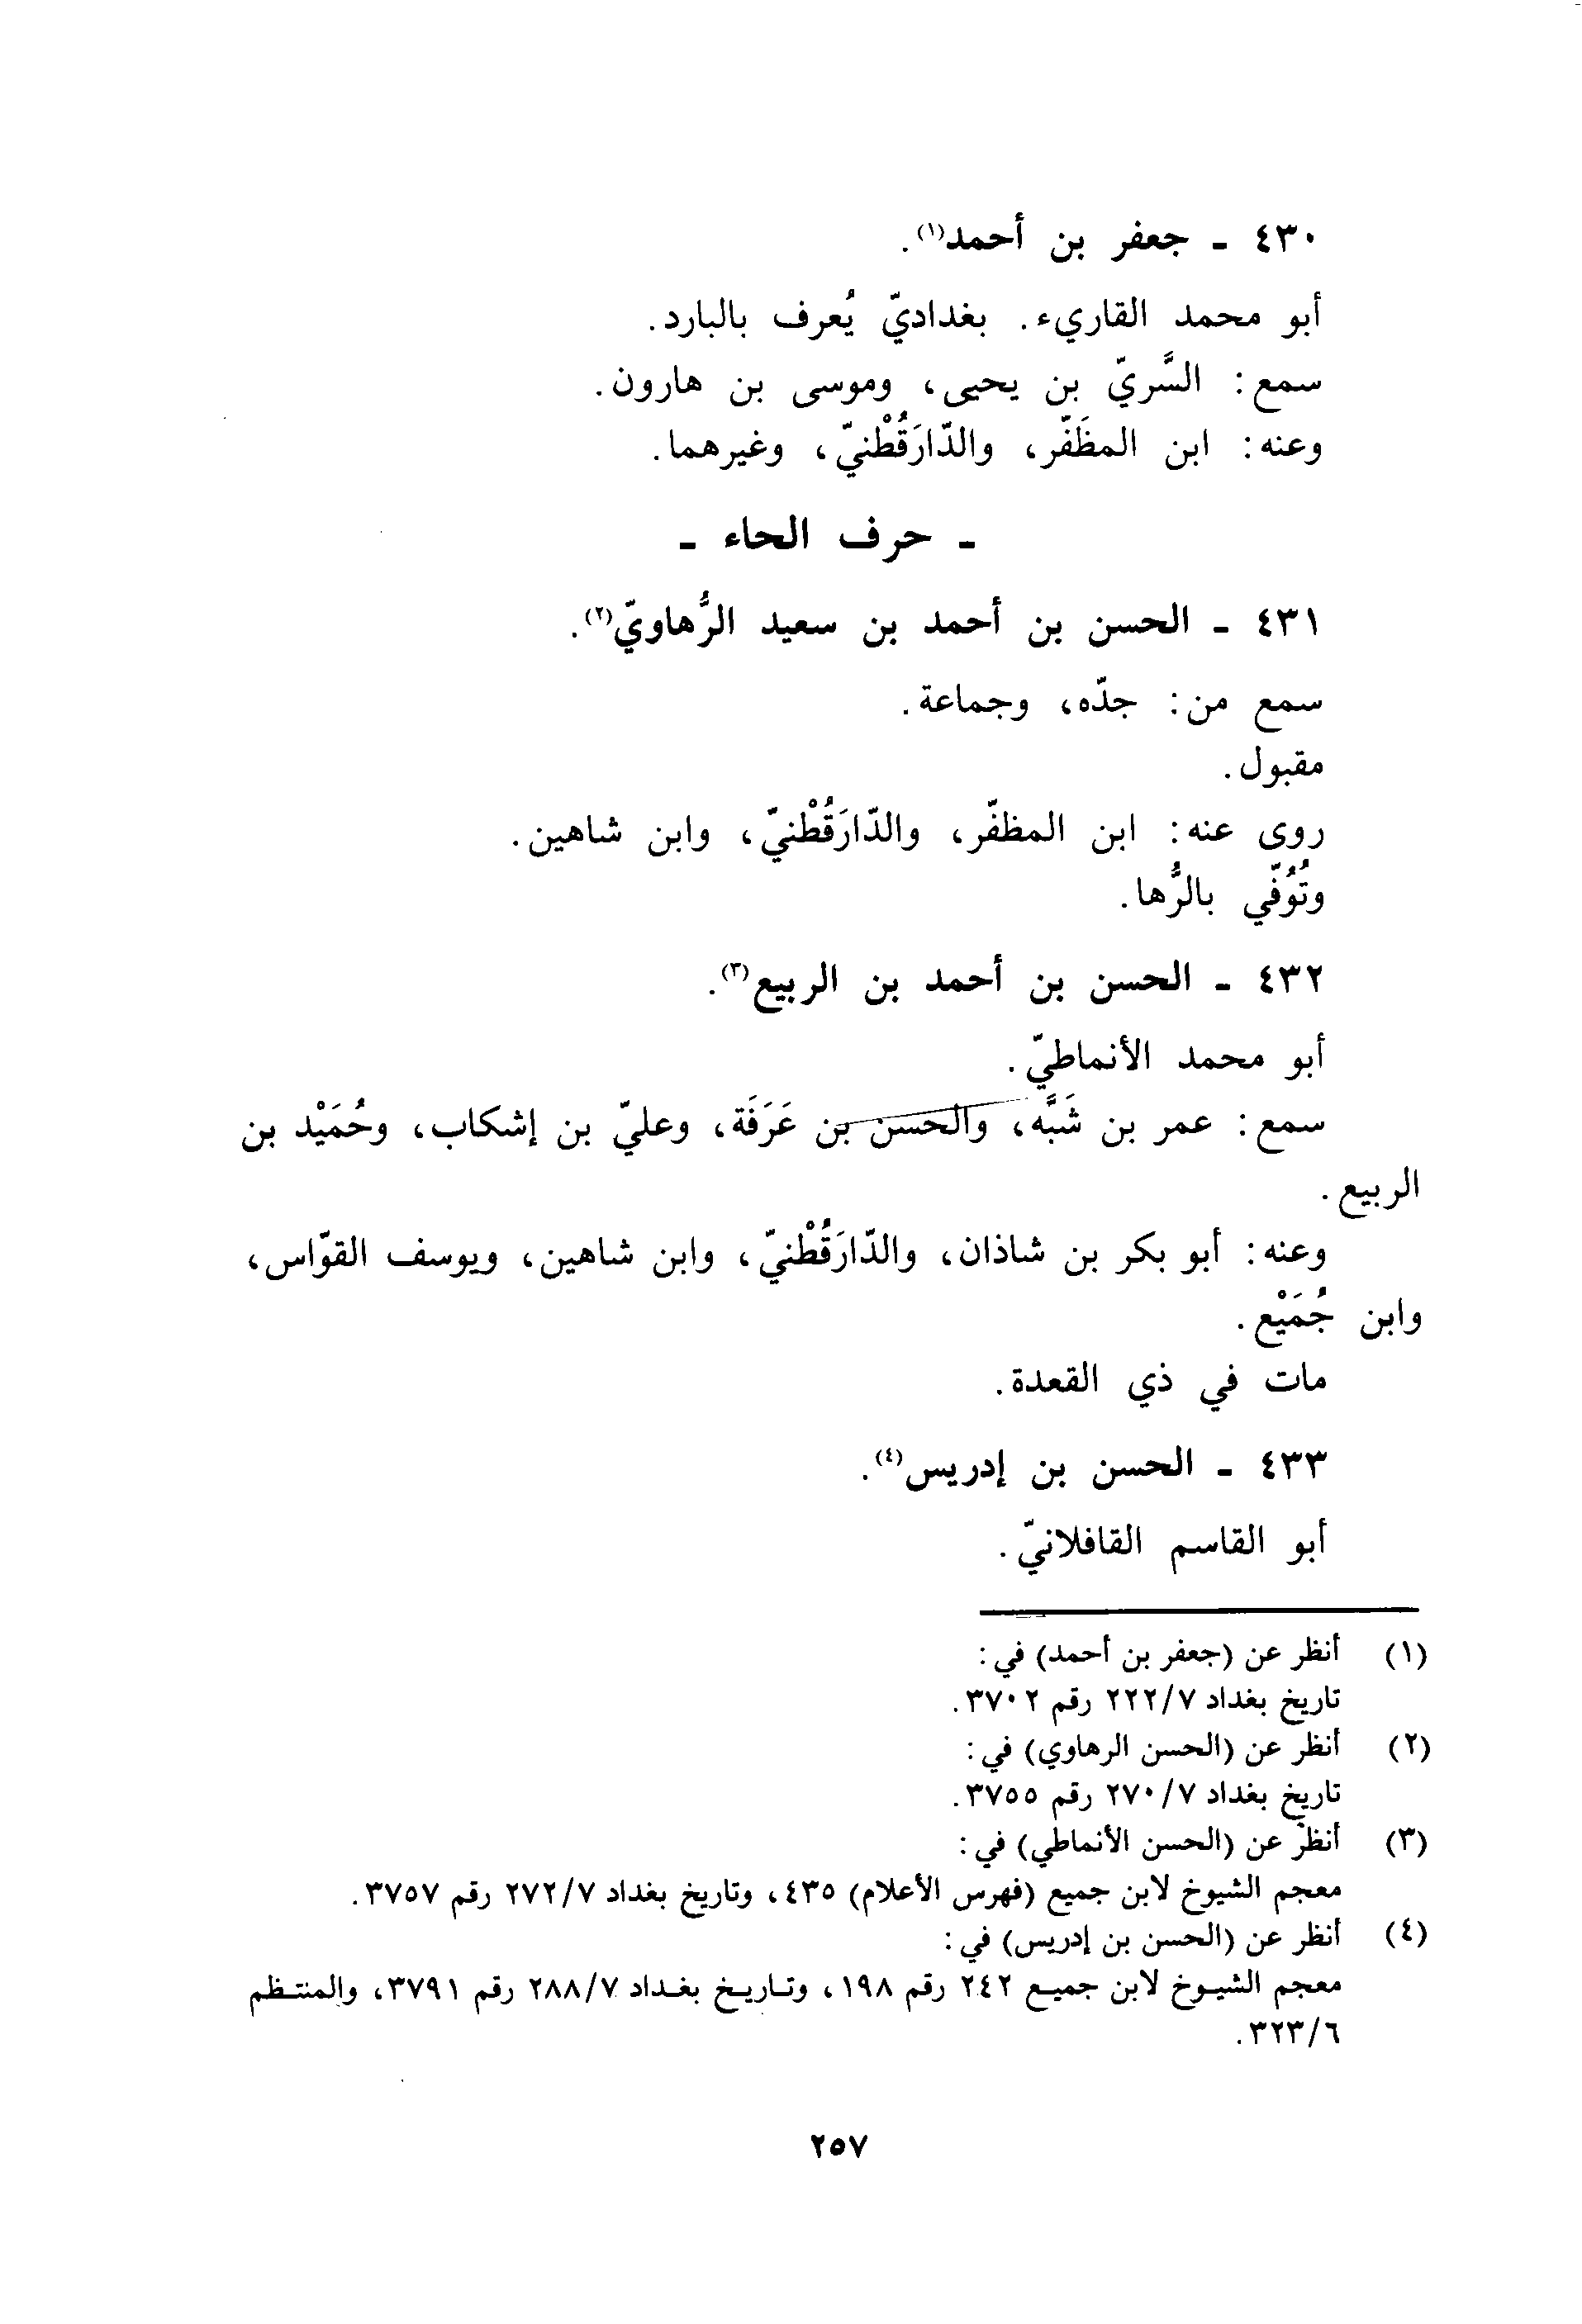 ٤٣٠ ـ جعفر بن أحمد(١).
أبو محمد القاريء. بغداديّ يُعرف بالبارد.
سمع: السَّريّ بن يحيى، وموسى بن هارون.
وعنه: ابن المظَفّر، والدّارَقُطْنيّ، وغيرهما.
ـ حرف الحاء ـ
٤٣١ ـ الحسن بن أحمد بن سعيد الرُّهاويّ(٢).
سمع من: جدّه، وجماعة.
مقبول.
روى عنه: ابن المظفّر، والدّارَقُطْنيّ، وابن شاهين.
وتُوُفّي بالرُّها.
٤٣٢ ـ الحسن بن أحمد بن الربيع(٣).
أبو محمد الأنماطيّ.
سمع: عمر بن شَبَّه، والحسن بن عَرَفَة، وعليّ بن إشكاب، وحُمَيْد بن
الربيع.
وعنه: أبو بكر بن شاذان، والدّارَقُطْنيّ، وابن شاهين، ويوسف القوّاس،
وابن جُمَيْع.
مات في ذي القعدة.
٤٣٣ ـ الحسن بن إدريس(٤).
أبو القاسم القافلانيّ.
(١) أنظر عن (جعفر بن أحمد) في:
تاريخ بغداد ٢٢٢/٧ رقم ٣٧٠٢.
(٢) أنظر عن (الحسن الرهاوي) في:
تاريخ بغداد ٢٧٠/٧ رقم ٣٧٥٥.
(٣) أنظر عن (الحسن الأنماطي) في:
معجم الشيوخ لابن جميع (فهرس الأعلام) ٤٣٥، وتاريخ بغداد ٢٧٢/٧ رقم ٣٧٥٧.
(٤) أنظر عن (الحسن بن إدريس) في:
معجم الشيـوخ لابن جميـع ٢٤٢ رقم ١٩٨، وتـاريـخ بغـداد ٢٨٨/٧ رقم ٣٧٩١، والمنتـظم
٣٢٣/٦.
٢٥٧